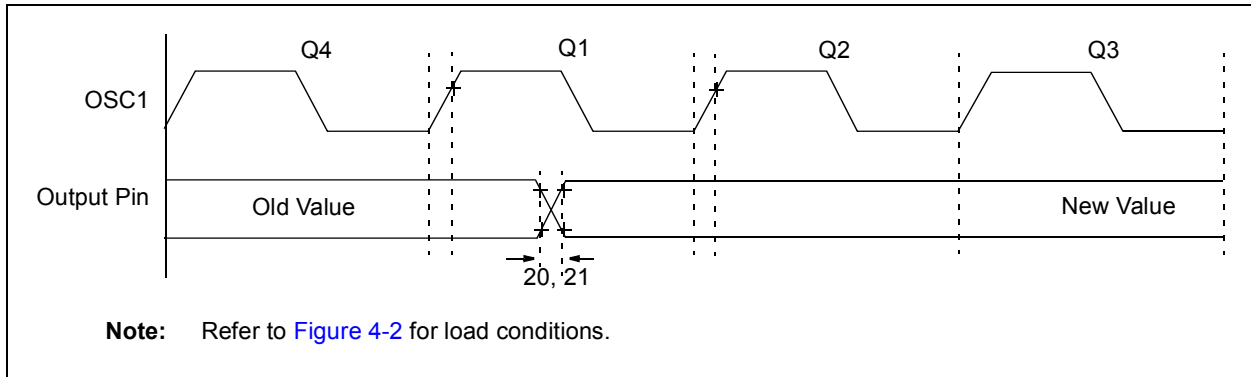 Q4 Q1 Q2 Q3
OSC1
Output Pin
Old Value
New Value
20, 21
Note: Refer to Figure 4-2 for load conditions.